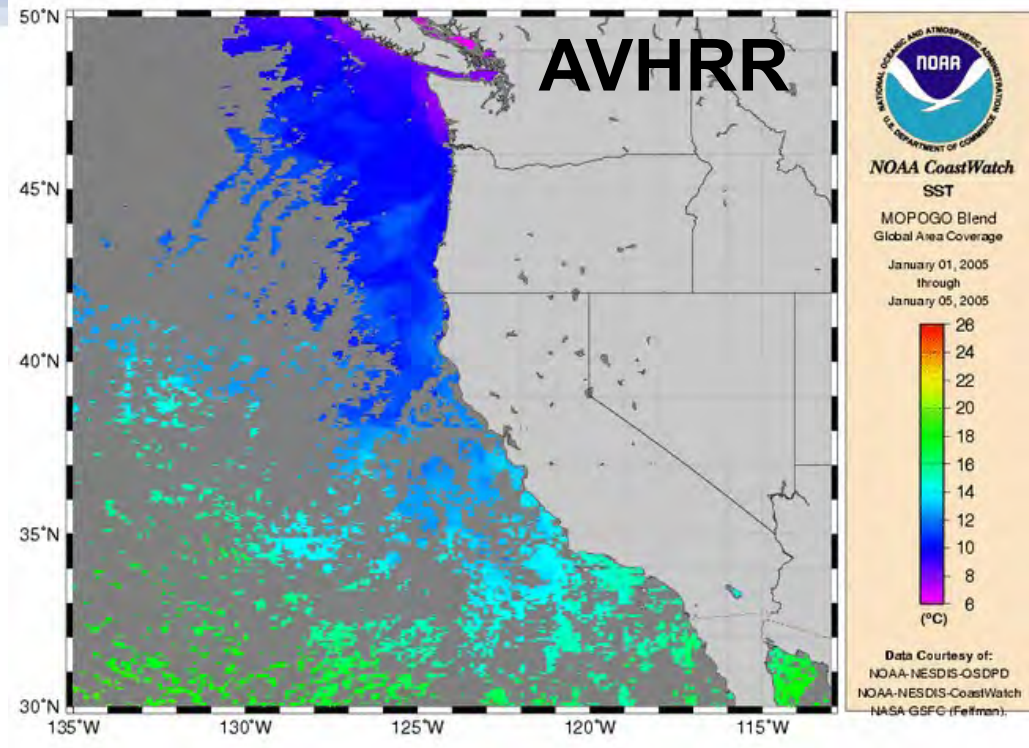 50°N
45°N
40°N
35°N
30°N
135°W
130°W
125°W
120°W
115°W
AVHRR
NATIONAL OCEANIC AND ATMOSPHERIC ADMINISTRATION
NOAA
U.S. DEPARTMENT OF COMMERCE
NOAA CoastWatch
SST
MOPOGO Blend
Global Area Coverage
January 01, 2005
through
January 05, 2005
26
24
22
20
18
16
14
12
10
8
6
(°C)
Data Courtesy of:
NOAA-NESDIS-OSDPD
NOAA-NESDIS-CoastWatch
NASA GSFC